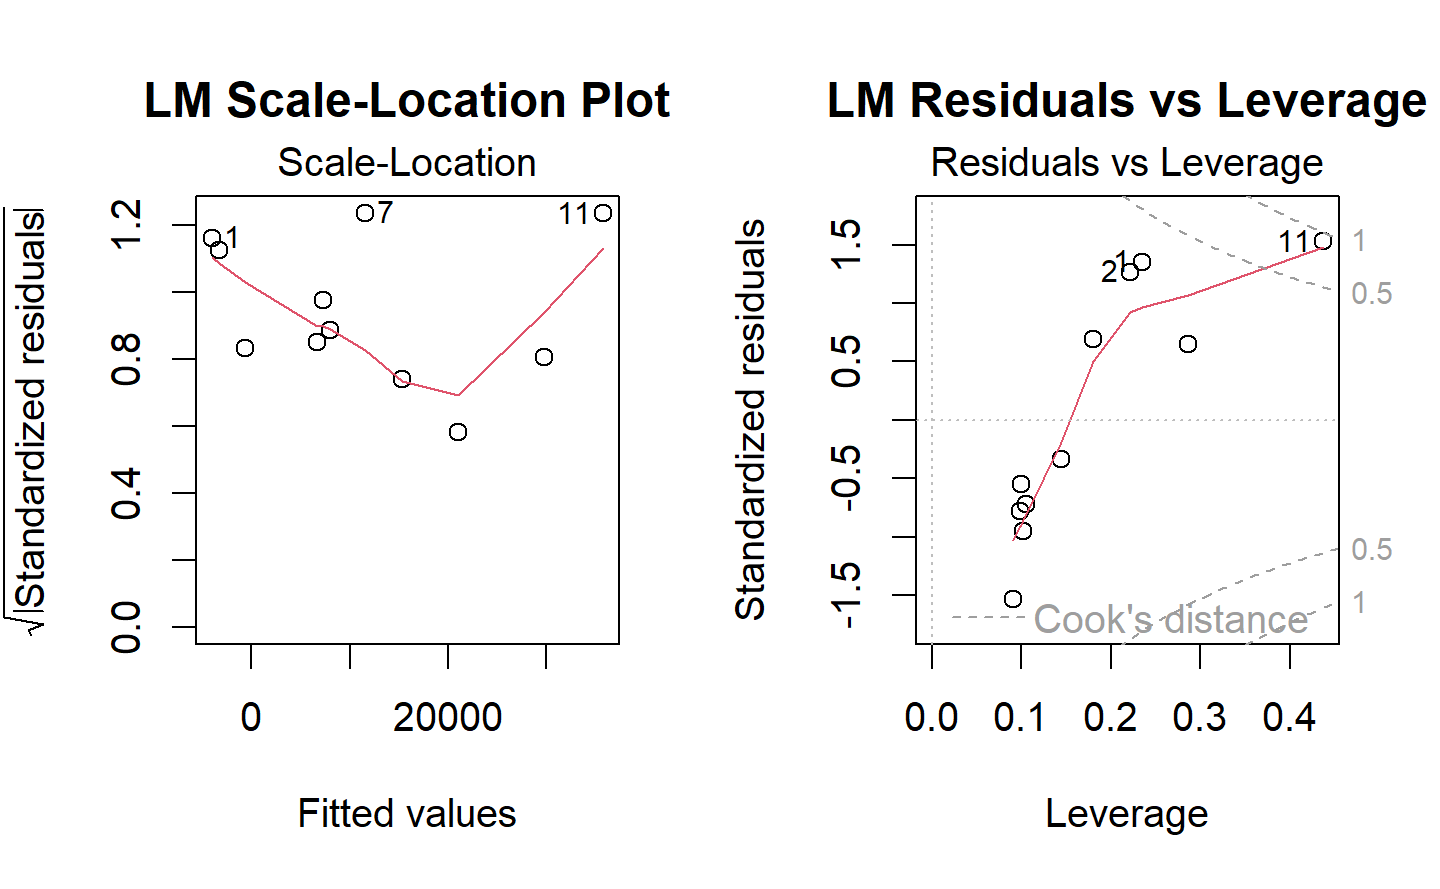 LM Scale-Location Plot
Scale-Location
√|Standardized residuals|
0.0 0.4 0.8 1.2
1
7
11
0 20000
Fitted values
LM Residuals vs Leverage
Residuals vs Leverage
Standardized residuals
-1.5 -0.5 0.5 1.5
1
2
11
1
0.5
0.5
1
Cook's distance
0.0 0.1 0.2 0.3 0.4
Leverage